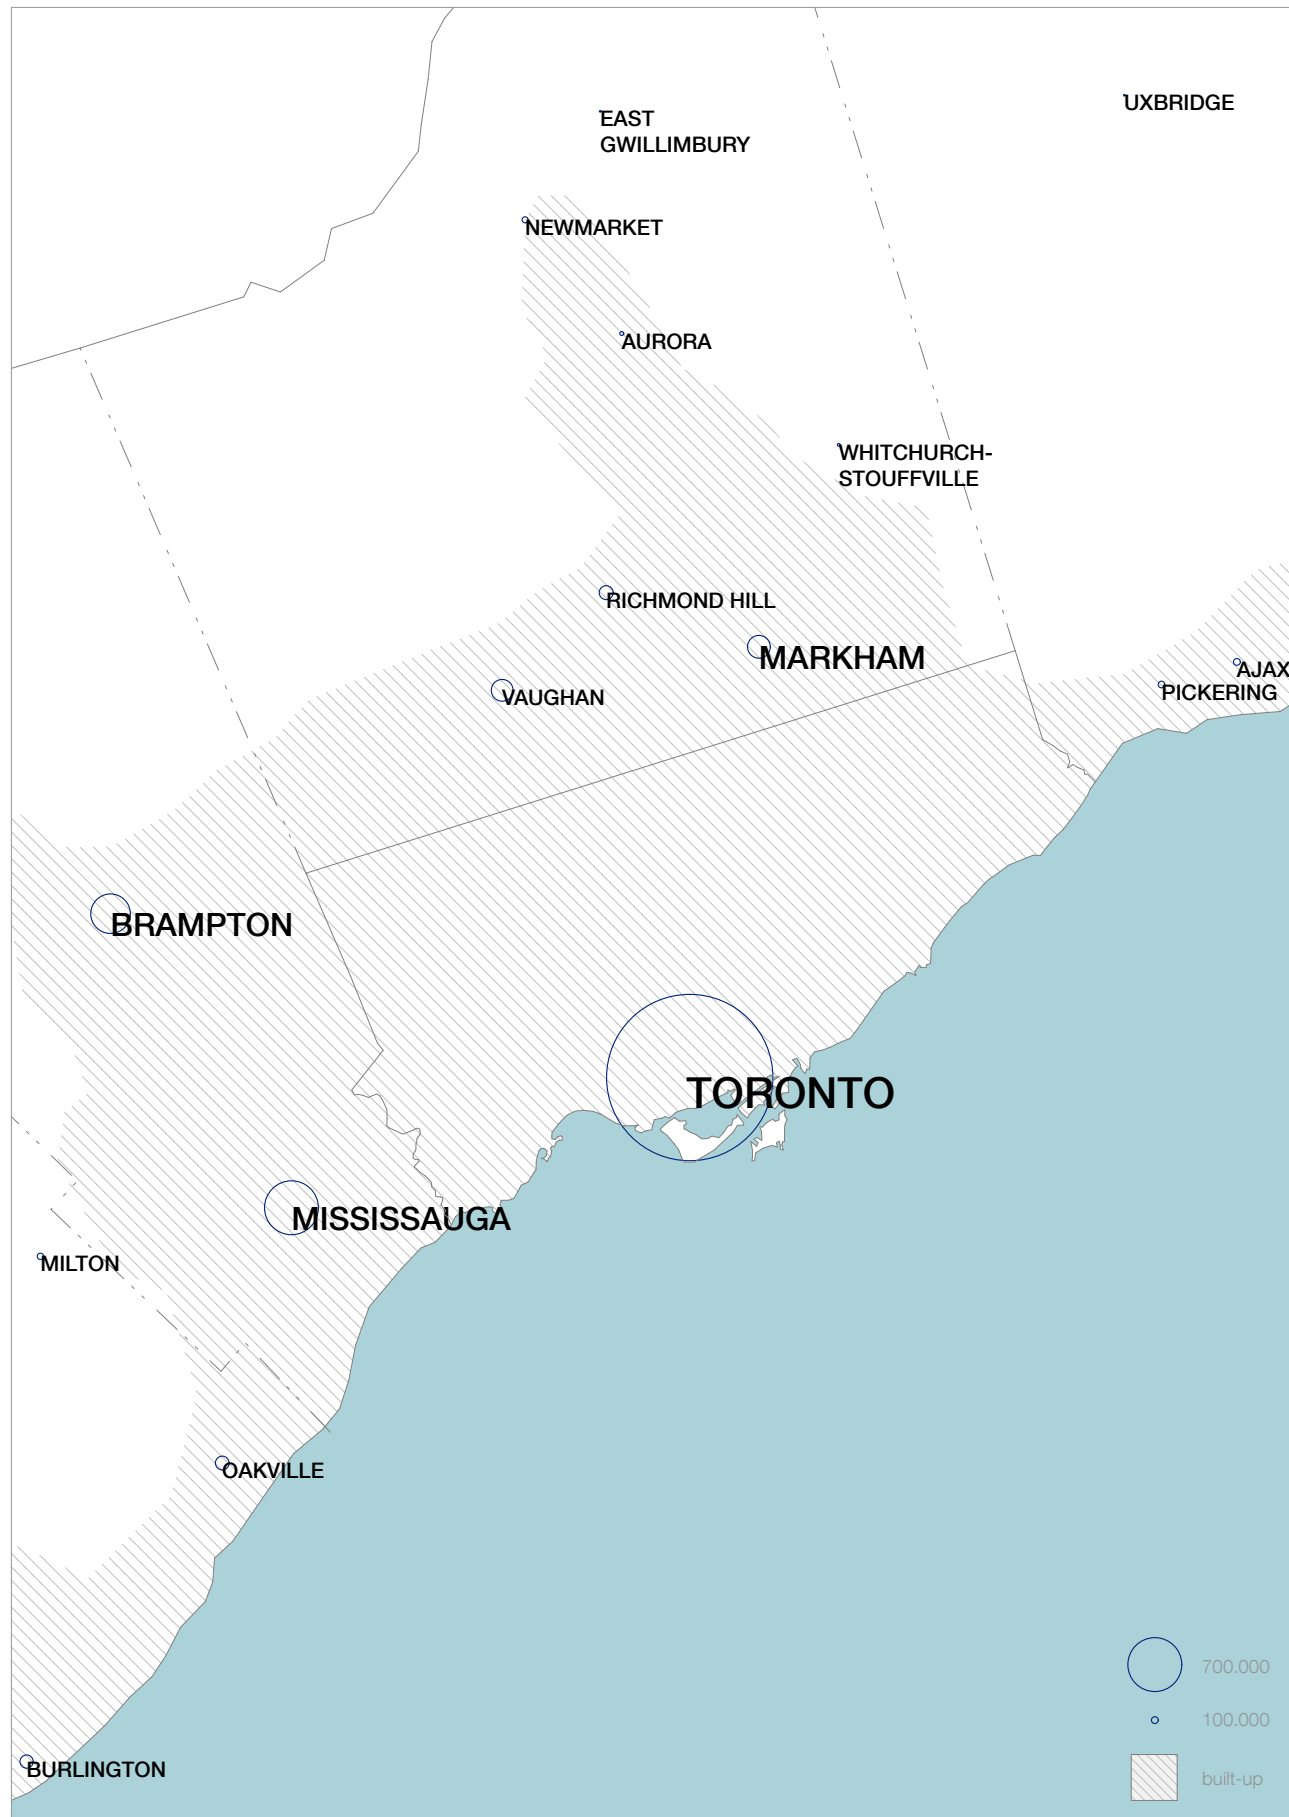 UXBRIDGE
EAST
GWILLIMBURY
NEWMARKET
AURORA
WHITCHURCH-
STOUFFVILLE
RICHMOND HILL
MARKHAM
AJAX
PICKERING
VAUGHAN
BRAMPTON
TORONTO
MISSISSAUGA
MILTON
OAKVILLE
700.000
100.000
BURLINGTON
built-up